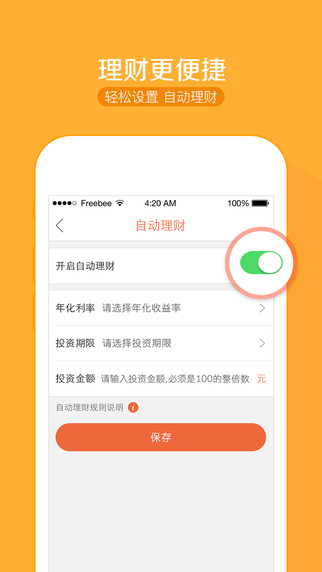 理财更便捷
轻松设置 自动理财
Freebee 4:20 AM 100%
自动理财
开启自动理财
年化利率 请选择年化收益率
投资期限 请选择投资期限
投资金额 请输入投资金额,必须是100的整倍数 元
自动理财规则说明 i
保存